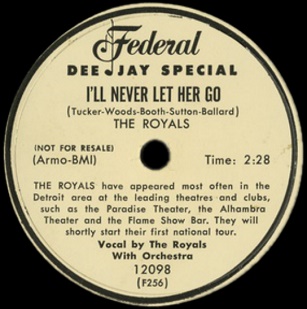 Federal
DEE JAY SPECIAL
I'LL NEVER LET HER GO
(Tucker-Woods-Booth-Sutton-Ballard)
THE ROYALS
(NOT FOR RESALE)
(Armo-BMI) Time: 2:28
THE ROYALS have appeared most often in the
Detroit area at the leading theatres and clubs,
such as the Paradise Theater, the Alhambra
Theater and the Flame Show Bar. They will
shortly start their first national tour.
Vocal by The Royals
With Orchestra
12098
(F256)